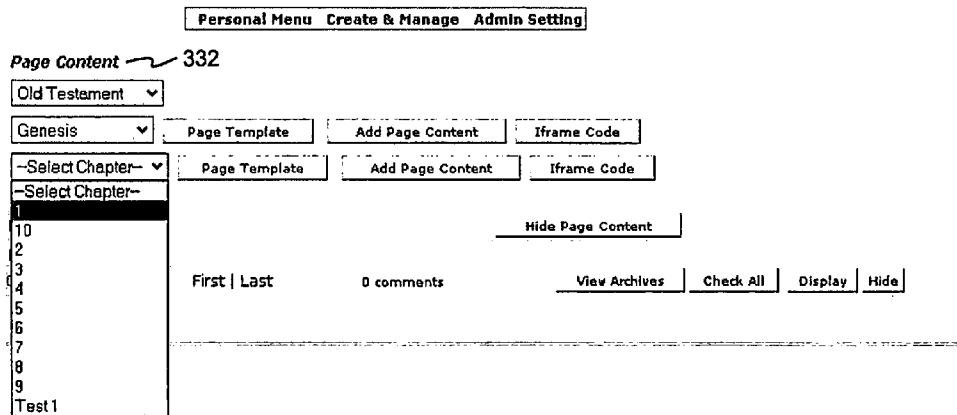 Personal Menu Create & Manage Admin Setting
Page Content 332
Old Testament
Genesis Page Template Add Page Content Iframe Code
--Select Chapter-- Page Template Add Page Content Iframe Code
--Select Chapter--
1
10 Hide Page Content
2
3
4 First | Last 0 comments View Archives Check All Display Hide
5
6
7
8
9
Test 1